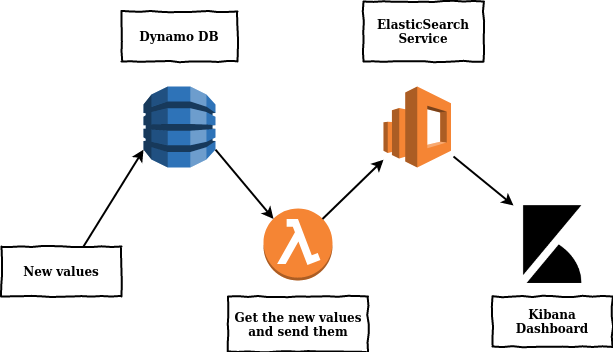 Dynamo DB
ElasticSearch
Service
New values
Get the new values
and send them
Kibana
Dashboard